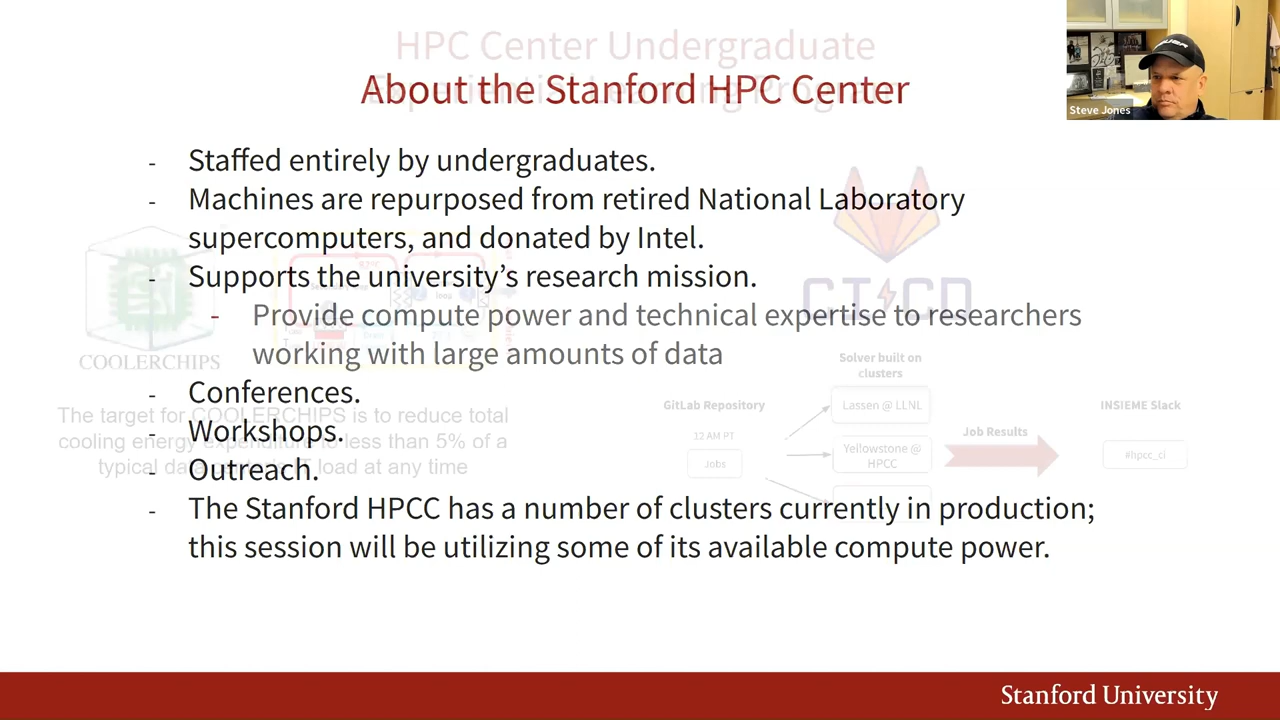 HPC Center Undergraduate
About the Stanford HPC Center
Steve Jones
- Staffed entirely by undergraduates.
- Machines are repurposed from retired National Laboratory
supercomputers, and donated by Intel.
- Supports the university's research mission.
- Provide compute power and technical expertise to researchers
working with large amounts of data
- Conferences.
- Workshops.
- Outreach.
- The Stanford HPCC has a number of clusters currently in production;
this session will be utilizing some of its available compute power.
COOLERCHIPS
The target for COOLERCHIPS is to reduce total
cooling energy expenditure to less than 5% of a
typical data IT load at any time
CI CD
Solver built on
clusters
GitLab Repository
12 AM PT
Jobs
Lassen @ LLNL
Yellowstone @
HPCC
Job Results
INSIEME Slack
#hpcc_ci
Stanford University